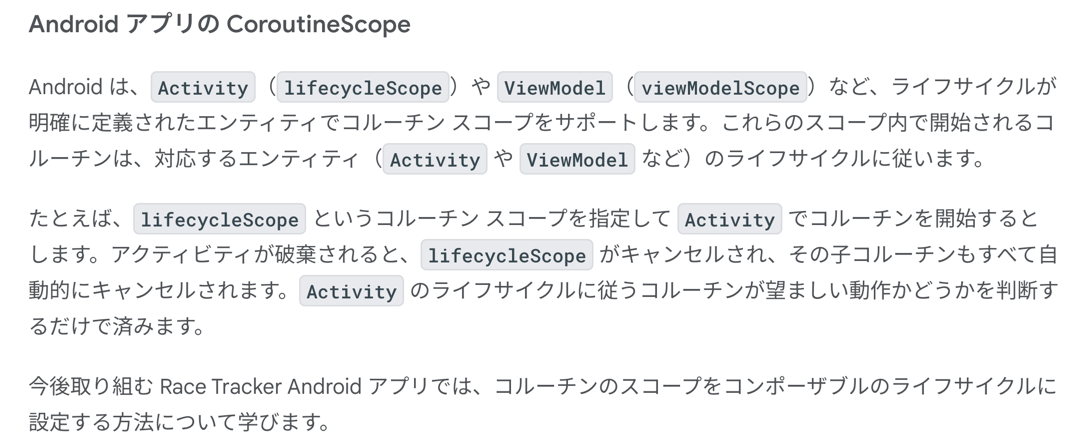 Android アプリの CoroutineScope
Android は、Activity（lifecycleScope）や ViewModel（viewModelScope）など、ライフサイクルが
明確に定義されたエンティティでコルーチン スコープをサポートします。これらのスコープ内で開始されるコ
ルーチンは、対応するエンティティ（Activity や ViewModel など）のライフサイクルに従います。
たとえば、lifecycleScope というコルーチン スコープを指定して Activity でコルーチンを開始すると
します。アクティビティが破棄されると、lifecycleScope がキャンセルされ、その子コルーチンもすべて自
動的にキャンセルされます。Activity のライフサイクルに従うコルーチンが望ましい動作かどうかを判断す
るだけで済みます。
今後取り組む Race Tracker Android アプリでは、コルーチンのスコープをコンポーザブルのライフサイクルに
設定する方法について学びます。